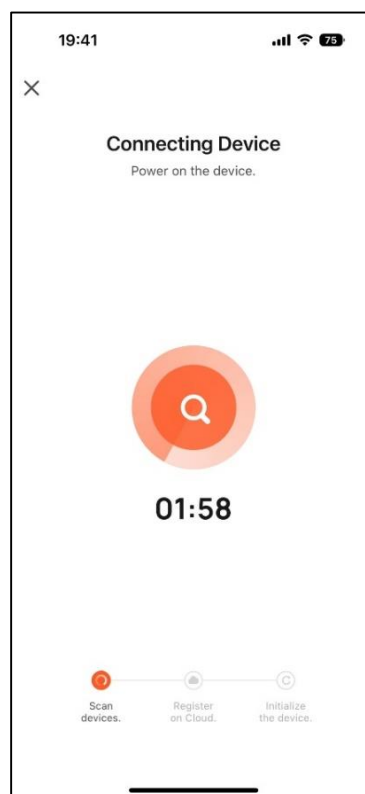 19:41
75
Connecting Device
Power on the device.
01:58
Scan
devices.
Register
on Cloud.
Initialize
the device.